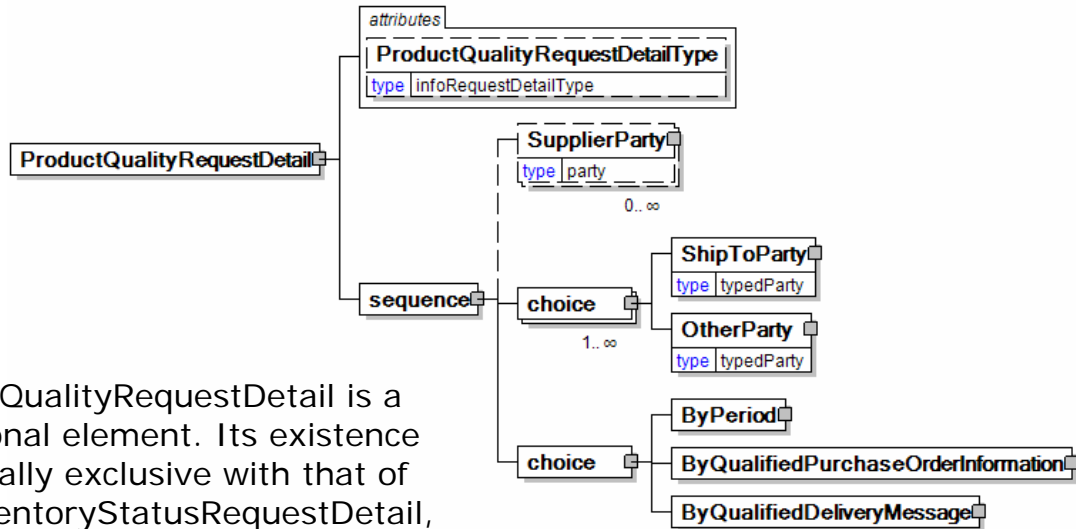 attributes
ProductQualityRequestDetailType
type infoRequestDetailType
ProductQualityRequestDetail
SupplierParty
type party
0.. ∞
sequence
choice
1.. ∞
ShipToParty
type typedParty
OtherParty
type typedParty
choice
ByPeriod
ByQualifiedPurchaseOrderInformation
ByQualifiedDeliveryMessage
QualityRequestDetail is a
onal element. Its existence
ally exclusive with that of
entoryStatusRequestDetail,